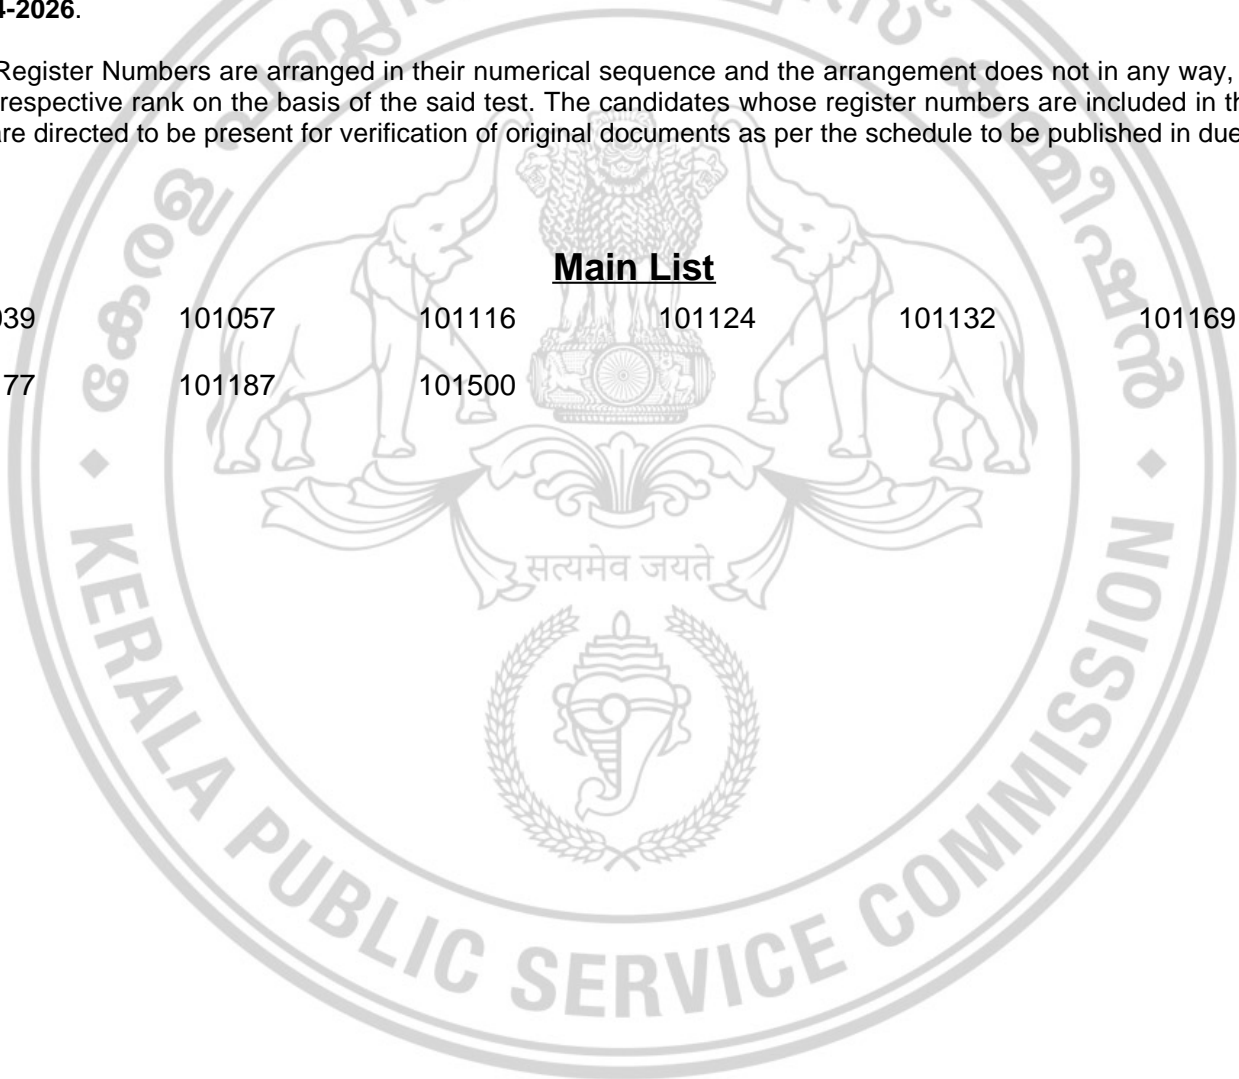 4-2026.
Register Numbers are arranged in their numerical sequence and the arrangement does not in any way,
respective rank on the basis of the said test. The candidates whose register numbers are included in th
are directed to be present for verification of original documents as per the schedule to be published in due
Main List
039 101057 101116 101124 101132 101169
177 101187 101500
सत्यमेव जयते
KERALA PUBLIC SERVICE COMMISSION